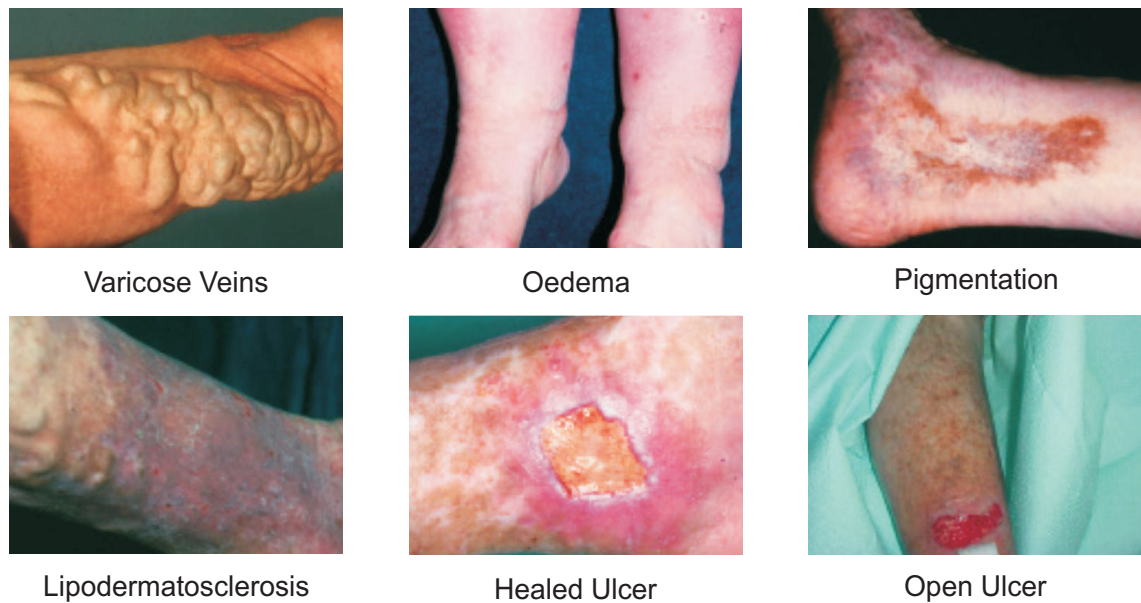 Varicose Veins
Oedema
Pigmentation
Lipodermatosclerosis
Healed Ulcer
Open Ulcer